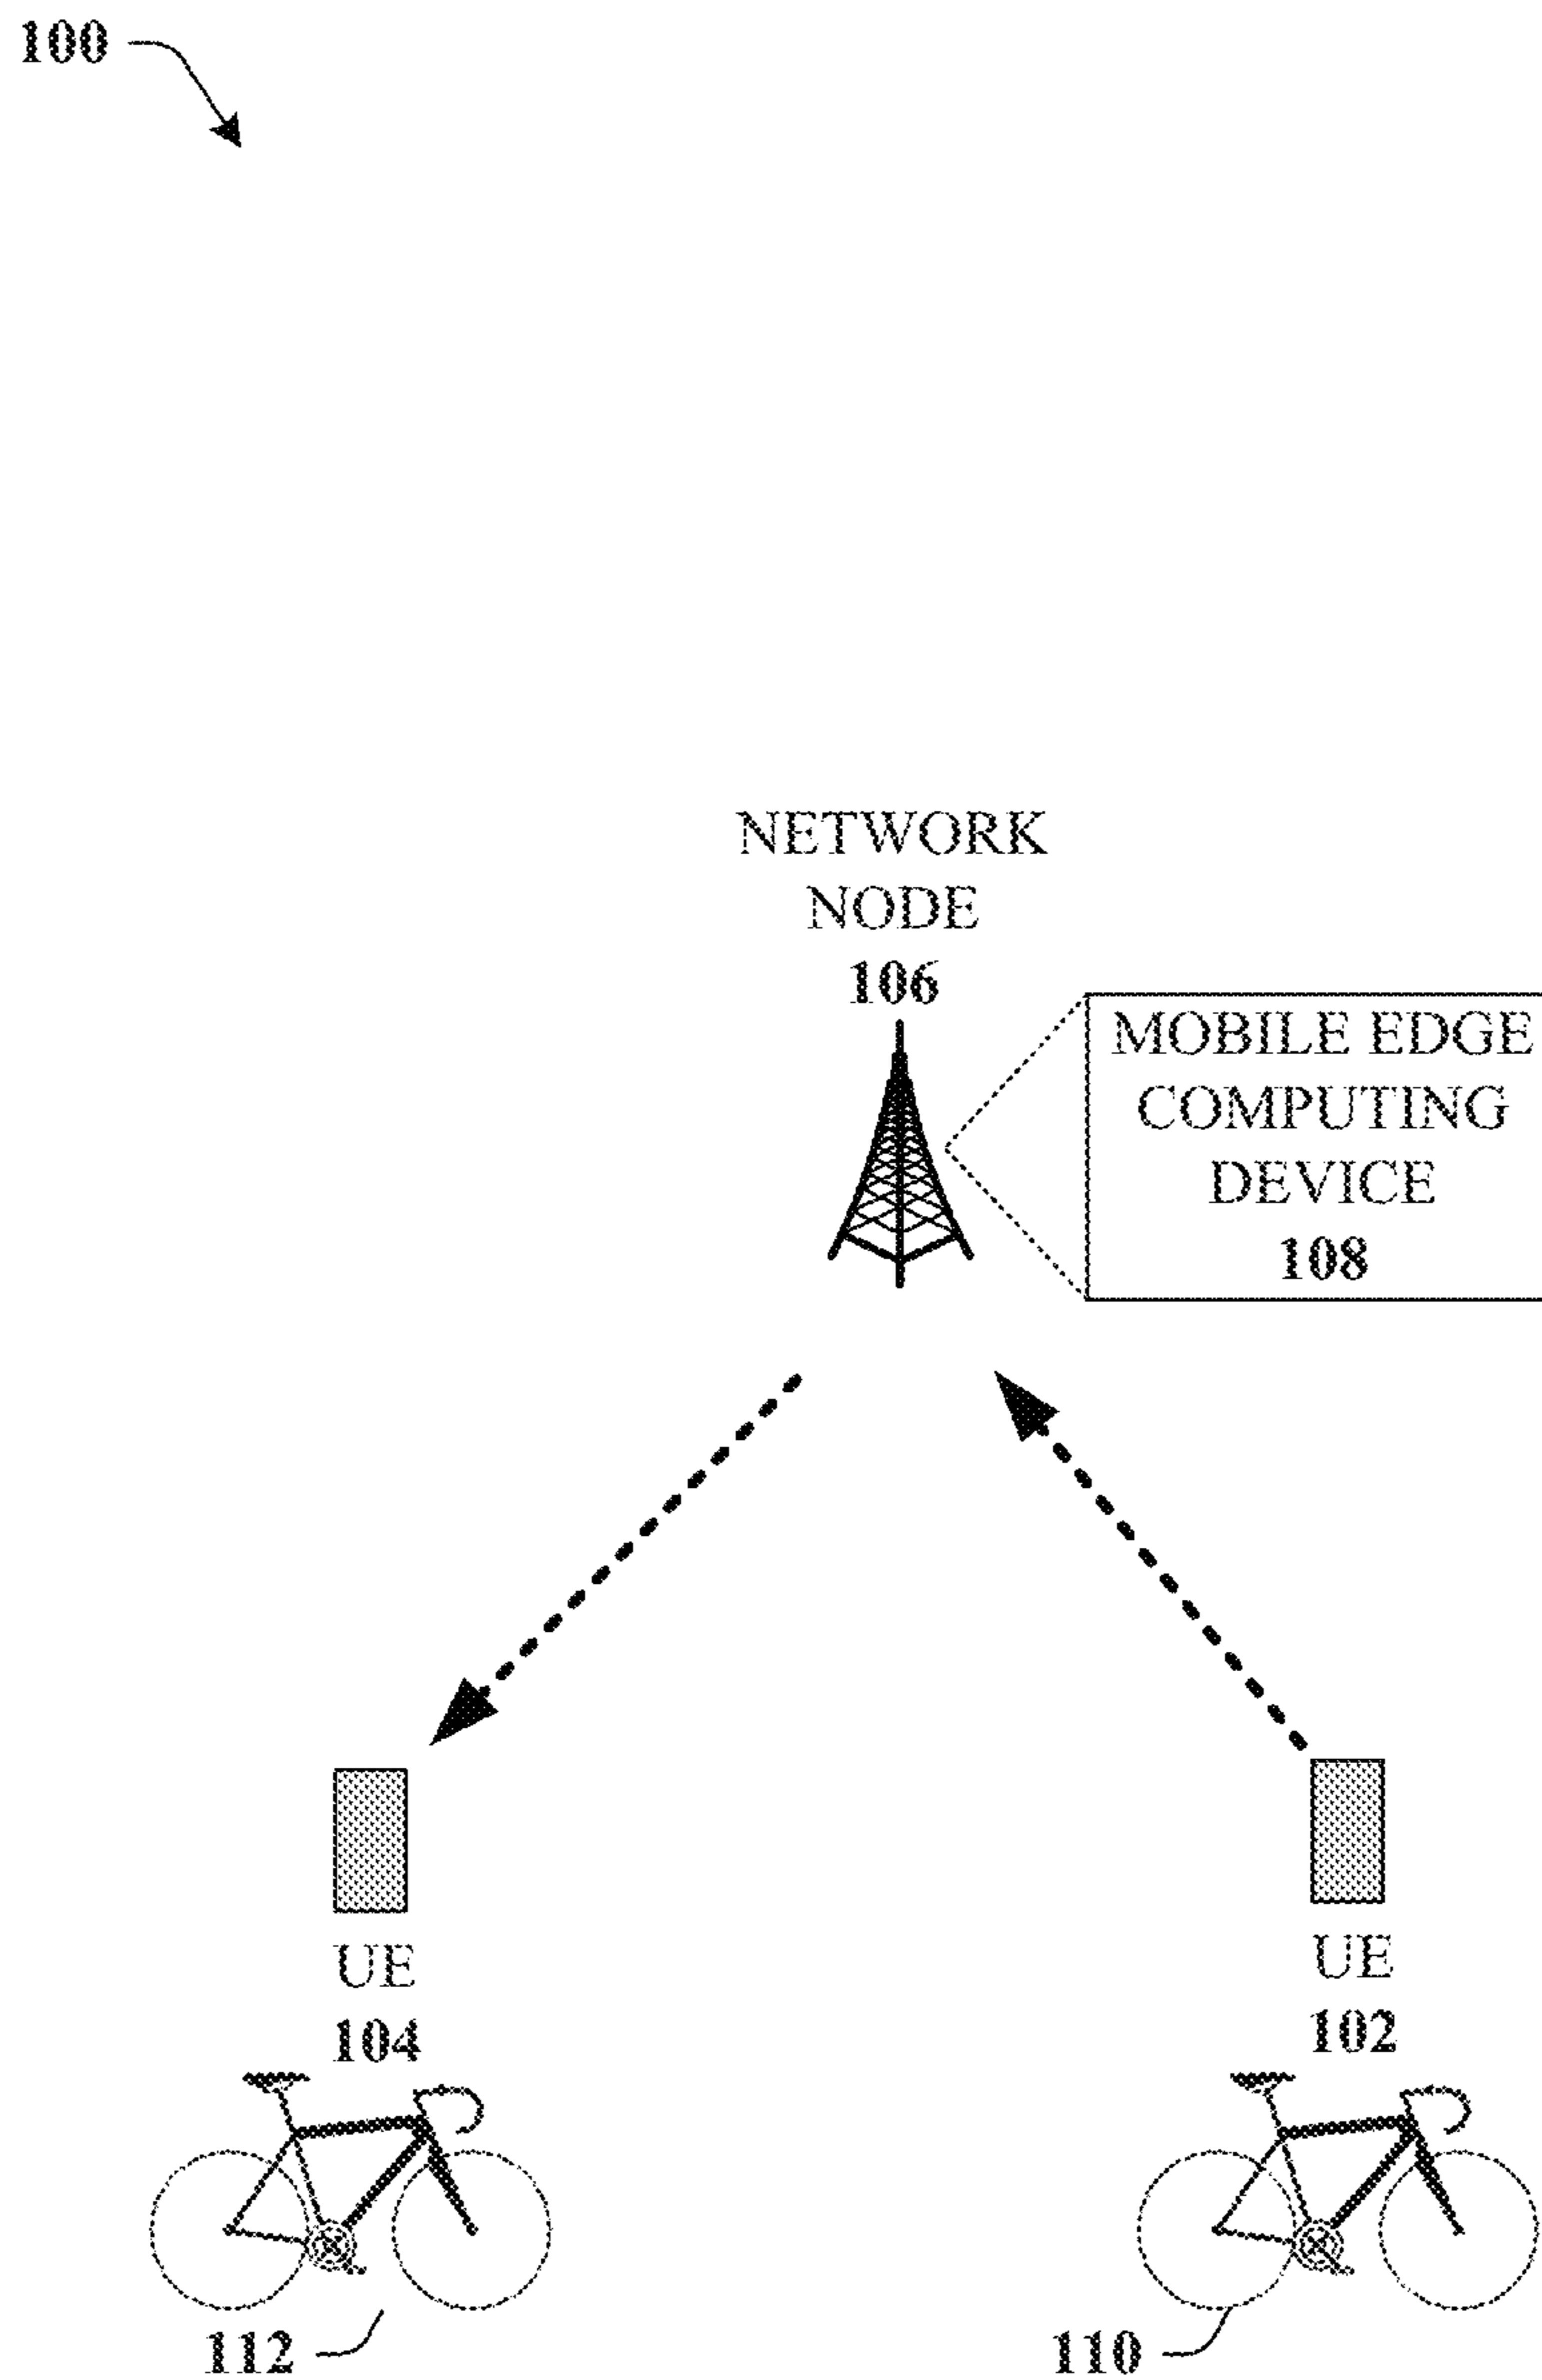 100
NETWORK
NODE
106
MOBILE EDGE
COMPUTING
DEVICE
108
UE
104
UE
102
112
110